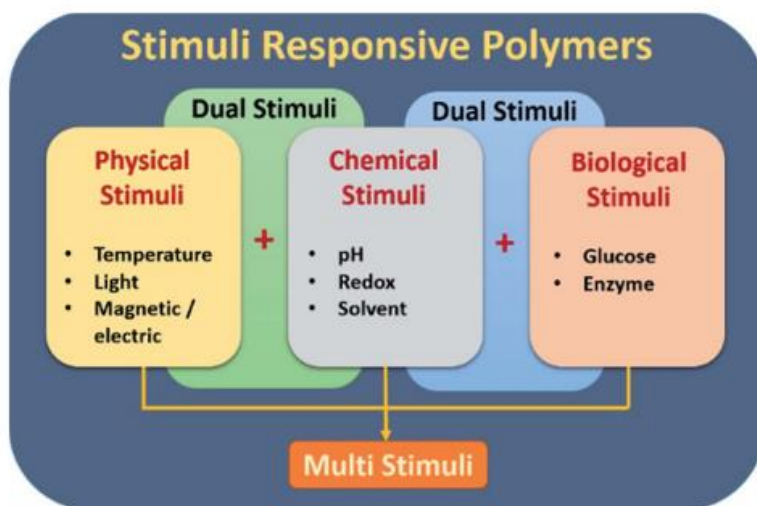 Stimuli Responsive Polymers
Dual Stimuli
Dual Stimuli
Physical
Stimuli
• Temperature
• Light
• Magnetic /
electric
+
Chemical
Stimuli
• pH
• Redox
• Solvent
+
Biological
Stimuli
• Glucose
• Enzyme
Multi Stimuli